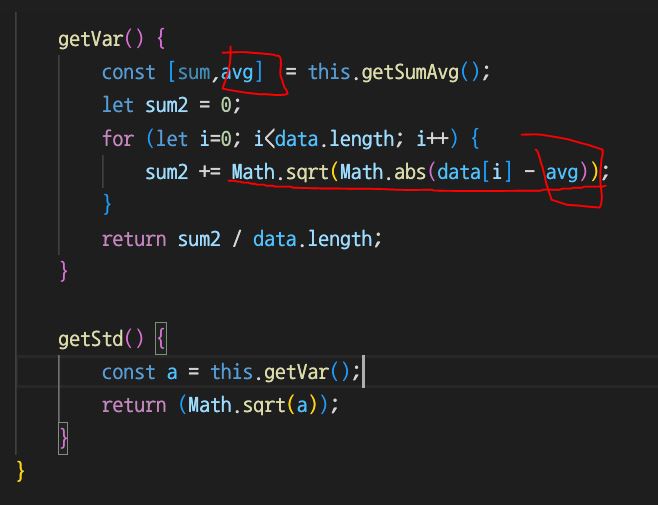 getVar() {
const [sum,avg] = this.getSumAvg();
let sum2 = 0;
for (let i=0; i<data.length; i++) {
sum2 += Math.sqrt(Math.abs(data[i] - avg));
}
return sum2 / data.length;
}
getStd() {
const a = this.getVar();
return (Math.sqrt(a));
}
}